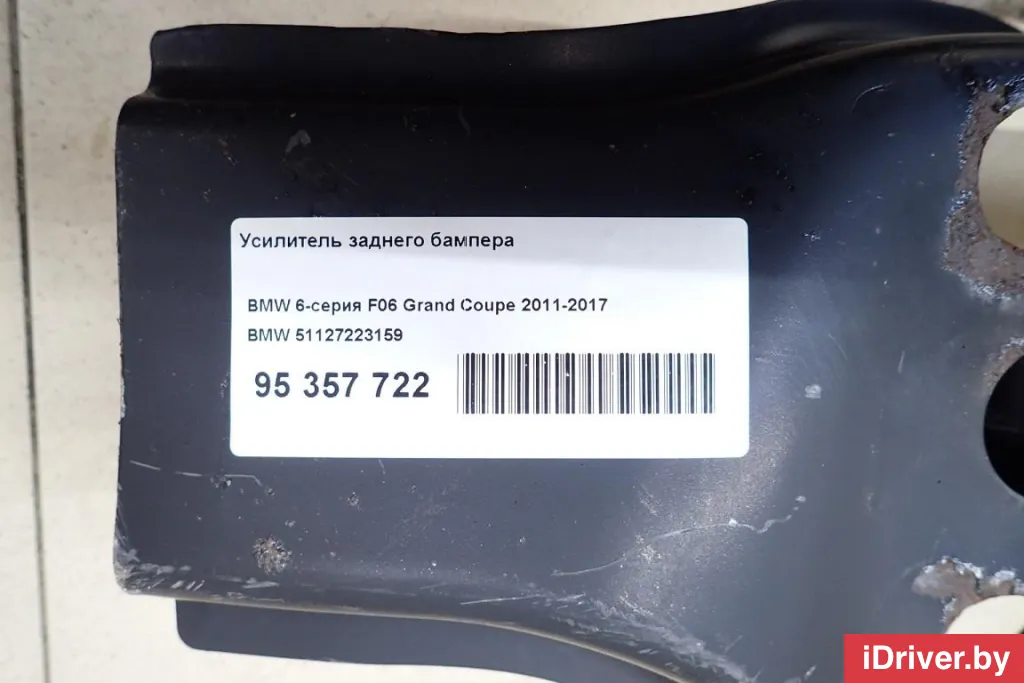 Усилитель заднего бампера
BMW 6-серия F06 Grand Coupe 2011-2017
BMW 51127223159
95 357 722
iDriver.by